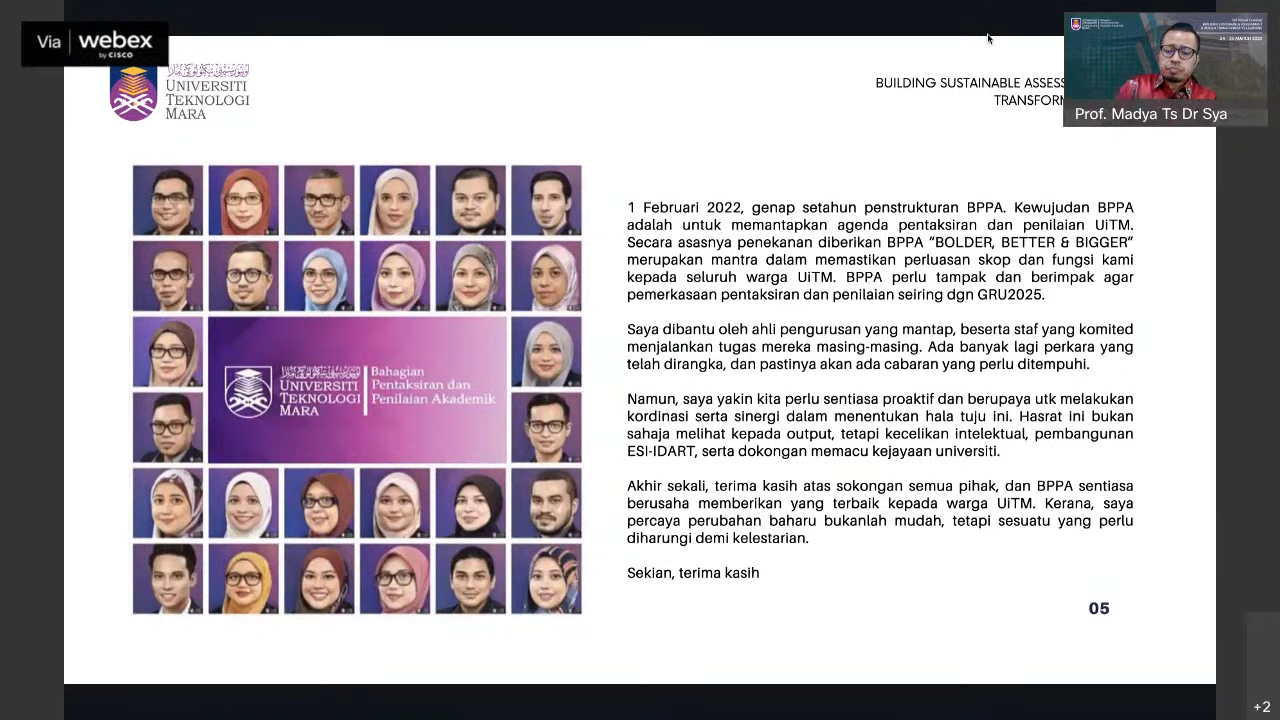 Via webex
by CISCO
UNIVERSITI
TEKNOLOGI
MARA
BUILDING SUSTAINABLE
TRANSFORM
24 - 25 MARCH 2022
Prof. Madya Ts Dr Sya
UNIVERSITI
TEKNOLOGI
MARA
Bahagian
Pentaksiran dan
Penilaian Akademik
1 Februari 2022, genap setahun penstrukturan BPPA. Kewujudan BPPA
adalah untuk memantapkan agenda pentaksiran dan penilaian UiTM.
Secara asasnya penekanan diberikan BPPA “BOLDER, BETTER & BIGGER”
merupakan mantra dalam memastikan perluasan skop dan fungsi kami
kepada seluruh warga UiTM. BPPA perlu tampak dan berimpak agar
pemerkasaan pentaksiran dan penilaian seiring dgn GRU2025.
Saya dibantu oleh ahli pengurusan yang mantap, beserta staf yang komited
menjalankan tugas mereka masing-masing. Ada banyak lagi perkara yang
telah dirangka, dan pastinya akan ada cabaran yang perlu ditempuhi.
Namun, saya yakin kita perlu sentiasa proaktif dan berupaya utk melakukan
kordinasi serta sinergi dalam menentukan hala tuju ini. Hasrat ini bukan
sahaja melihat kepada output, tetapi kecelikan intelektual, pembangunan
ESI-IDART, serta dokongan memacu kejayaan universiti.
Akhir sekali, terima kasih atas sokongan semua pihak, dan BPPA sentiasa
berusaha memberikan yang terbaik kepada warga UiTM. Kerana, saya
percaya perubahan baharu bukanlah mudah, tetapi sesuatu yang perlu
diharungi demi kelestarian.
Sekian, terima kasih
05
+2